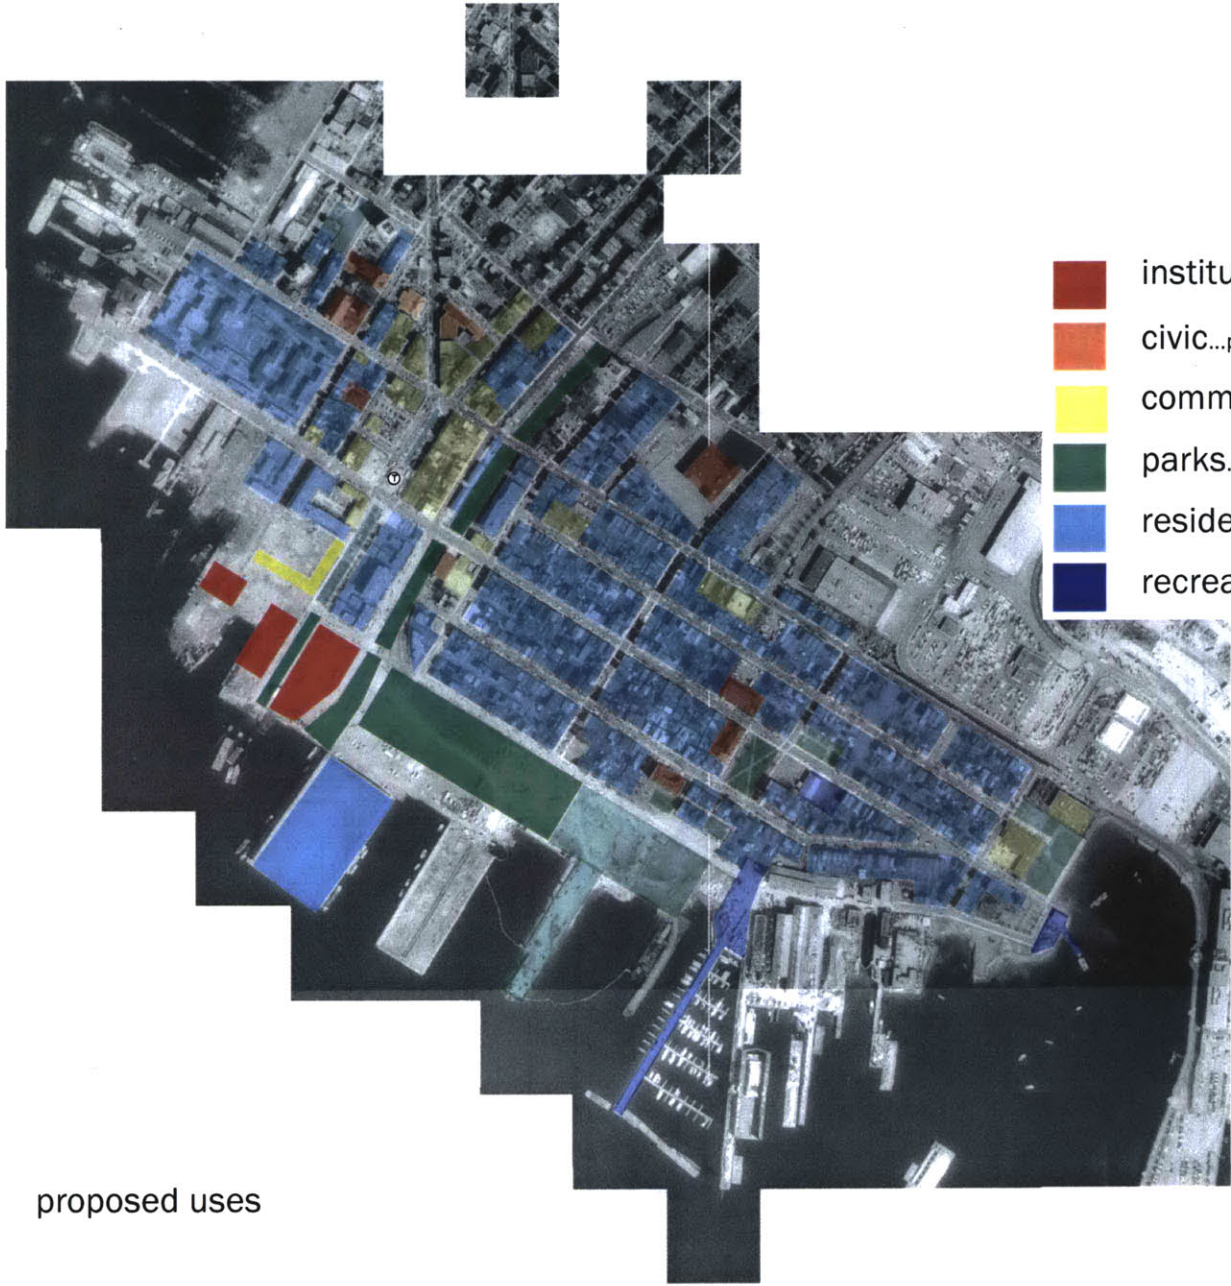 institu
civic...p
comm
parks.
reside
recrea
T
proposed uses